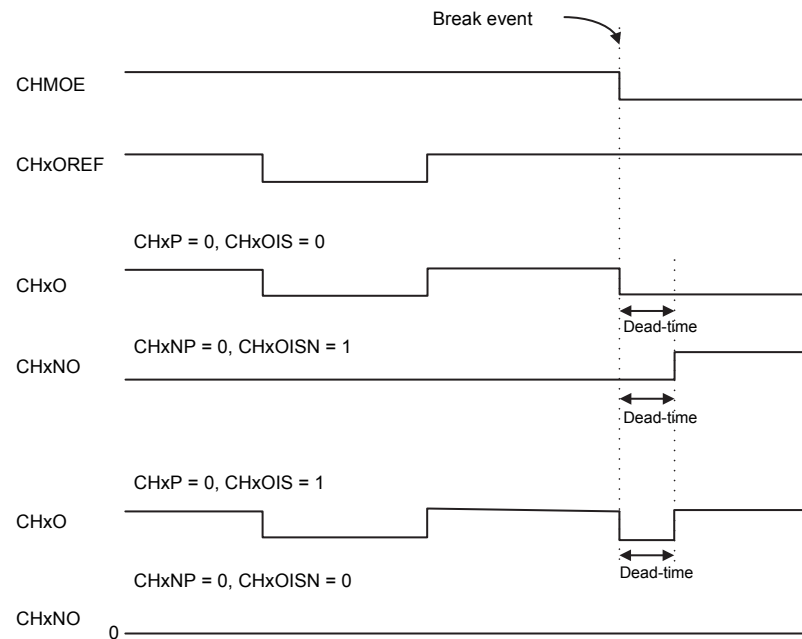 Break event
CHMOE
CHxOREF
CHxP = 0, CHxOIS = 0
CHxO
Dead-time
CHxNP = 0, CHxOISN = 1
CHxNO
Dead-time
CHxP = 0, CHxOIS = 1
CHxO
Dead-time
CHxNP = 0, CHxOISN = 0
CHxNO
0